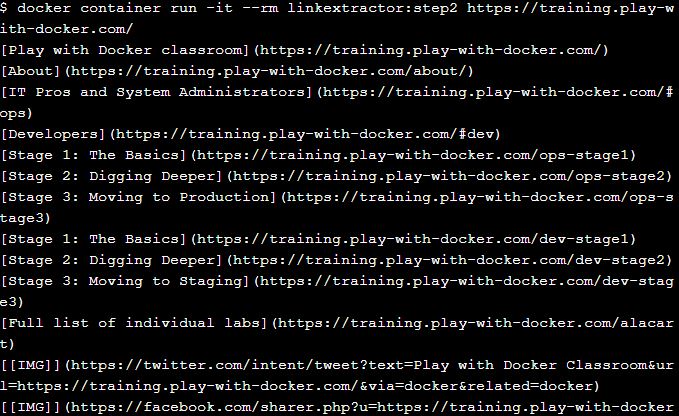 $ docker container run -it --rm linkextractor:step2 https://training.play-w
ith-docker.com/
[Play with Docker classroom](https://training.play-with-docker.com/)
[About](https://training.play-with-docker.com/about/)
[IT Pros and System Administrators](https://training.play-with-docker.com/#
ops)
[Developers](https://training.play-with-docker.com/#dev)
[Stage 1: The Basics](https://training.play-with-docker.com/ops-stage1)
[Stage 2: Digging Deeper](https://training.play-with-docker.com/ops-stage2)
[Stage 3: Moving to Production](https://training.play-with-docker.com/ops-s
tage3)
[Stage 1: The Basics](https://training.play-with-docker.com/dev-stage1)
[Stage 2: Digging Deeper](https://training.play-with-docker.com/dev-stage2)
[Stage 3: Moving to Staging](https://training.play-with-docker.com/dev-stag
e3)
[Full list of individual labs](https://training.play-with-docker.com/alacar
t)
[[IMG]](https://twitter.com/intent/tweet?text=Play with Docker Classroom&ur
l=https://training.play-with-docker.com/&via=docker&related=docker)
[[IMG]](https://facebook.com/sharer.php?u=https://training.play-with-docker